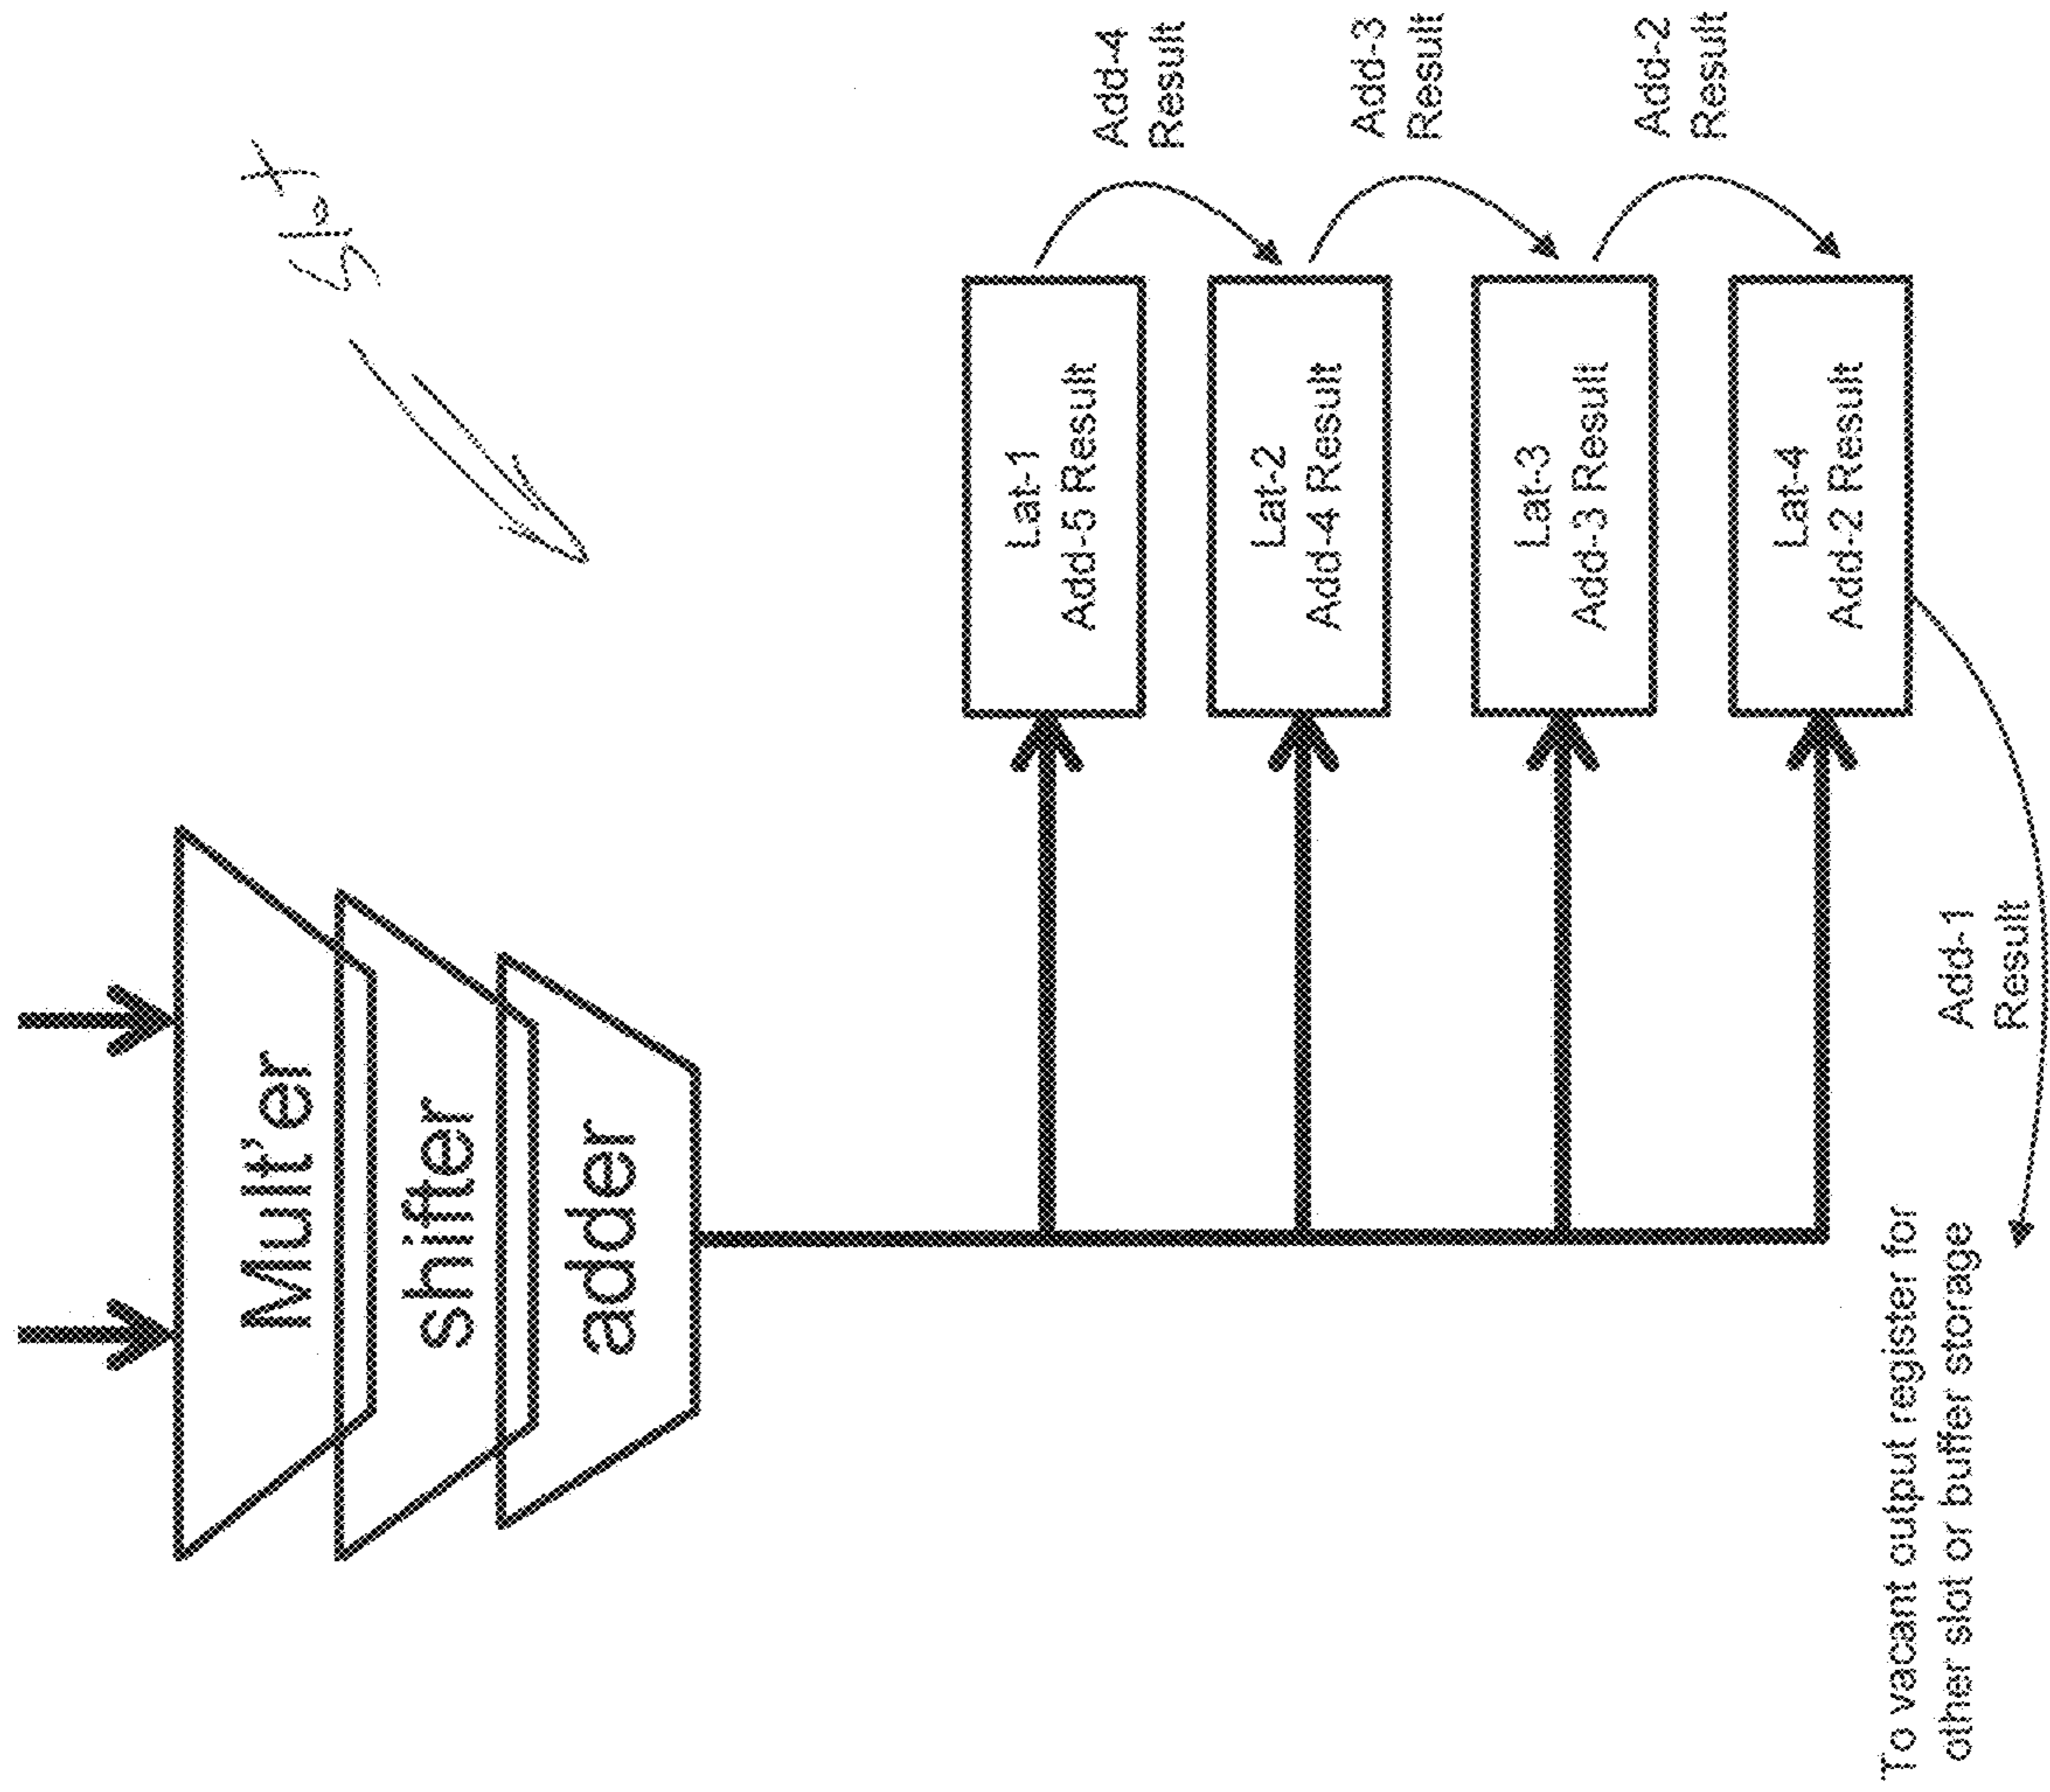 Mult'er
shifter
adder
Lat-1
Add-5 Result
Lat-2
Add-4 Result
Lat-3
Add-3 Result
Lat-4
Add-2 Result
Add-4
Result
Add-3
Result
Add-2
Result
Add-1
Result
To vacant output register for
other slot or buffer storage